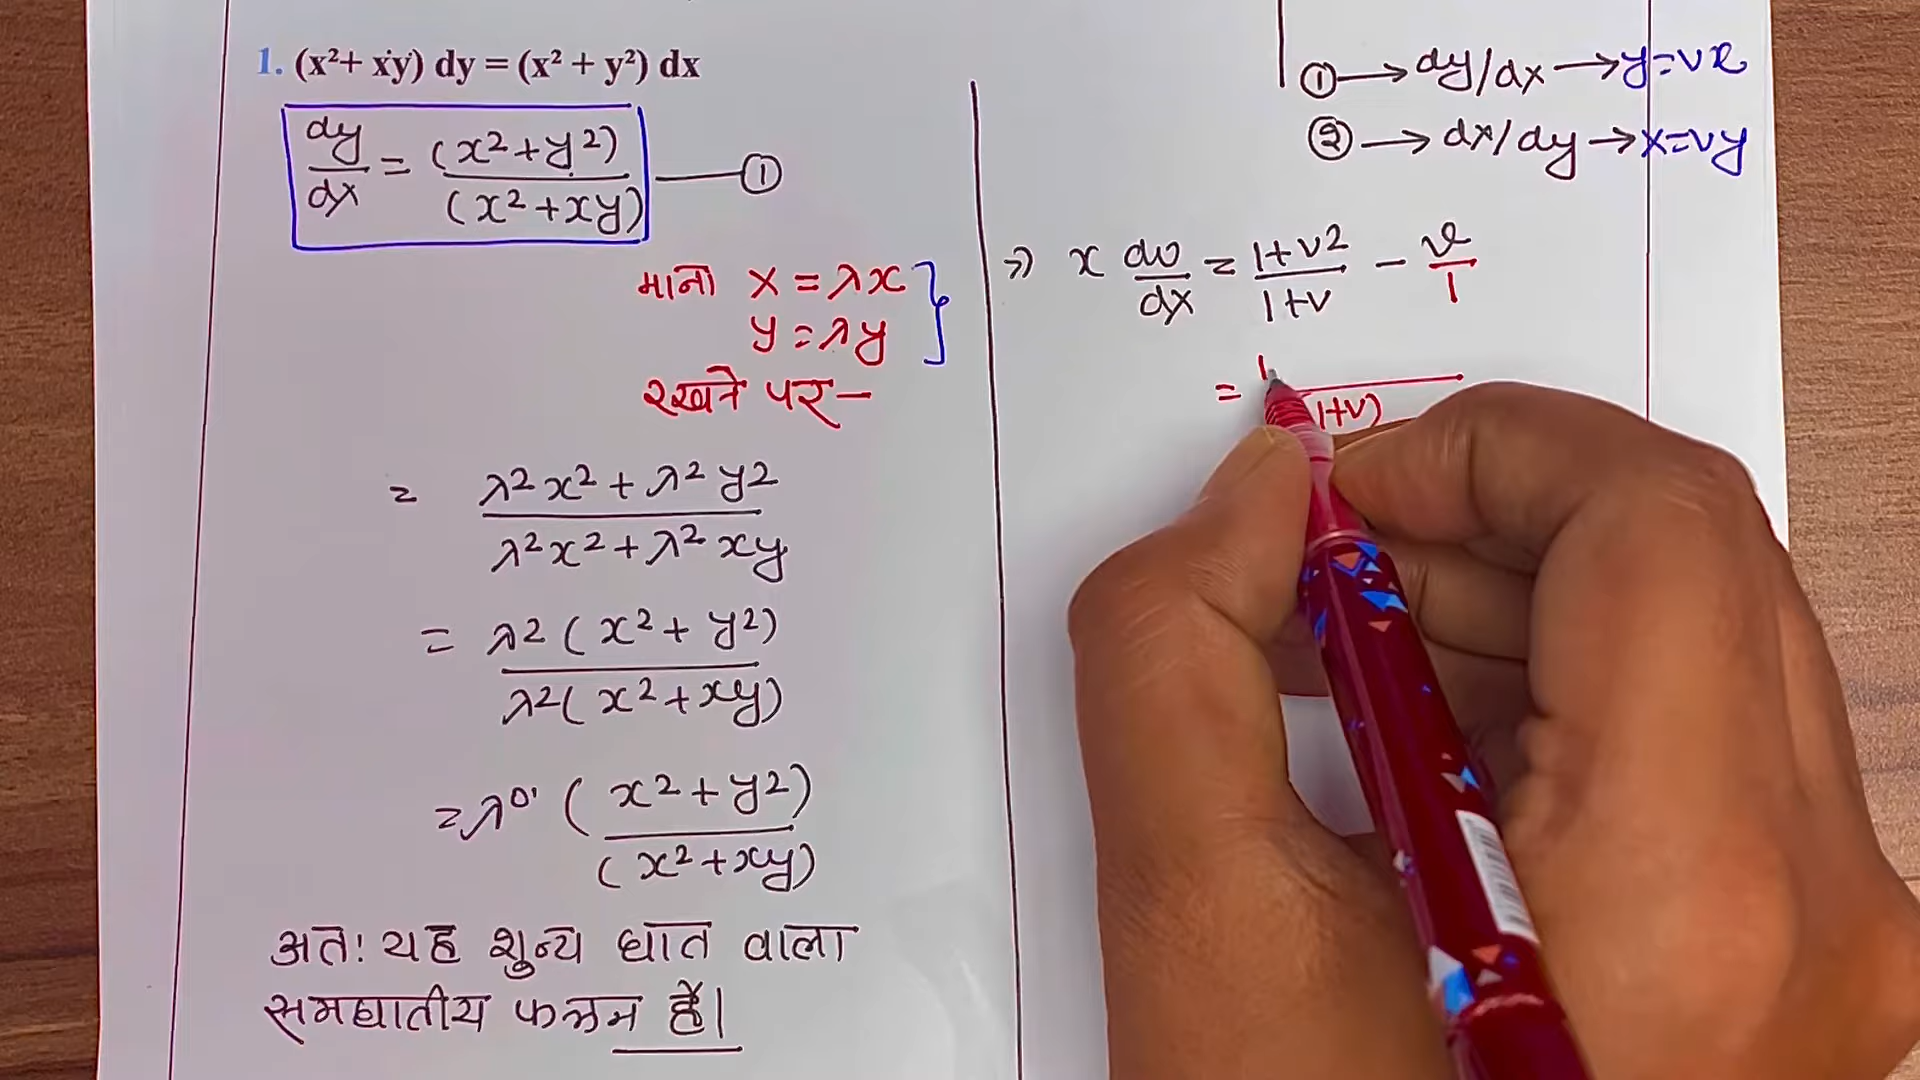 1. (x²+ xy) dy = (x² + y²) dx
dy/dx = (x²+y²)/(x²+xy) —— ①
माना x = λx
y = λy
रखने पर—
= λ²x²+λ²y²/λ²x²+λ²xy
= λ²(x²+y²)/λ²(x²+xy)
= λ⁰ (x²+y²)/(x²+xy)
अतः यह शुन्य घात वाला
समघातीय फलन हैं।
① → dy/dx → y=vx
② → dx/dy → x=vy
⇒ x dv/dx = 1+v²/1+v − v/1
= 1/(1+v)